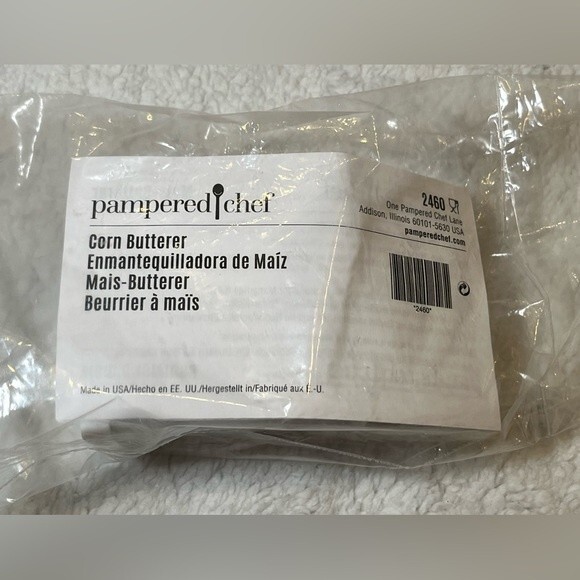 pampered chef
Corn Butterer
Enmantequilladora de Maíz
Mais-Butterer
Beurrier à maïs
2460
One Pampered Chef Lane
Addison, Illinois 60101-5630 USA
pamperedchef.com
*2460*
Made in USA/Hecho en EE. UU./Hergestellt in/Fabriqué aux É.-U.